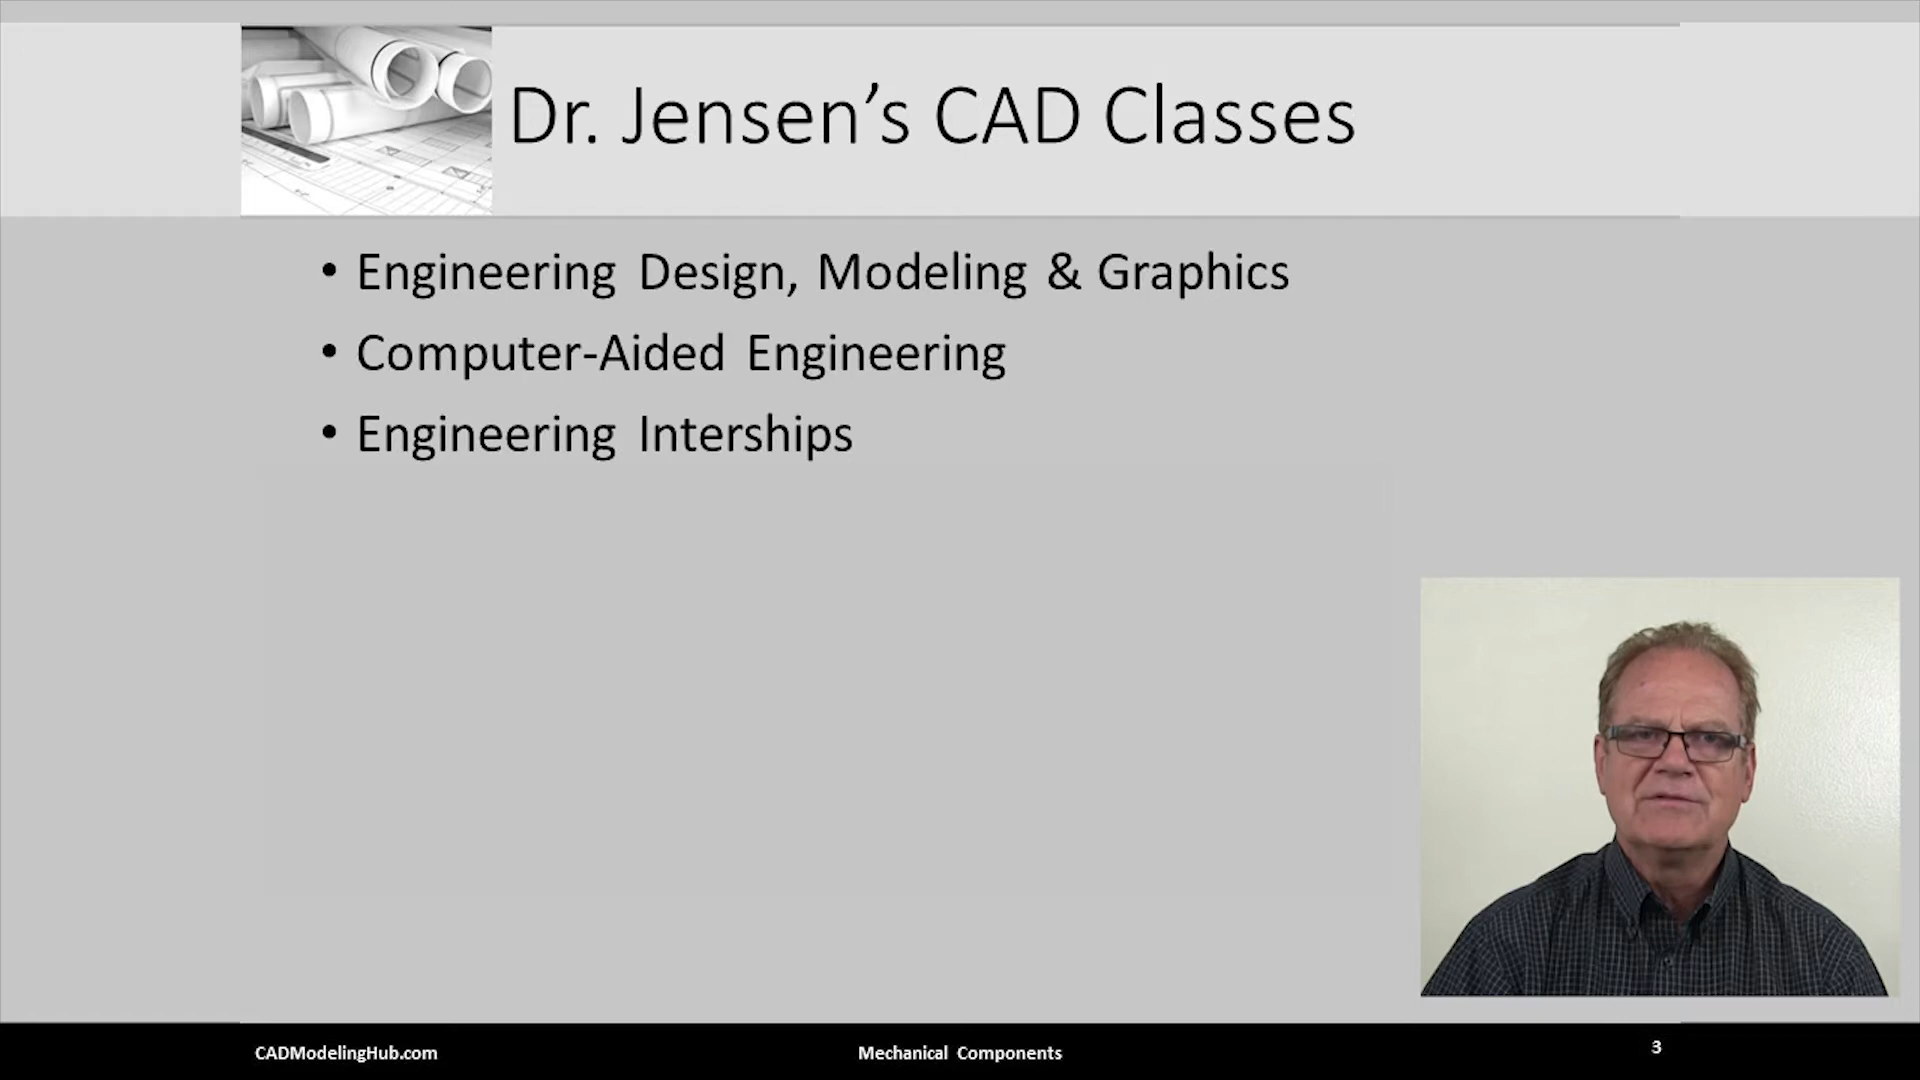 Dr. Jensen’s CAD Classes
• Engineering Design, Modeling & Graphics
• Computer-Aided Engineering
• Engineering Interships
CADModelingHub.com
Mechanical Components
3